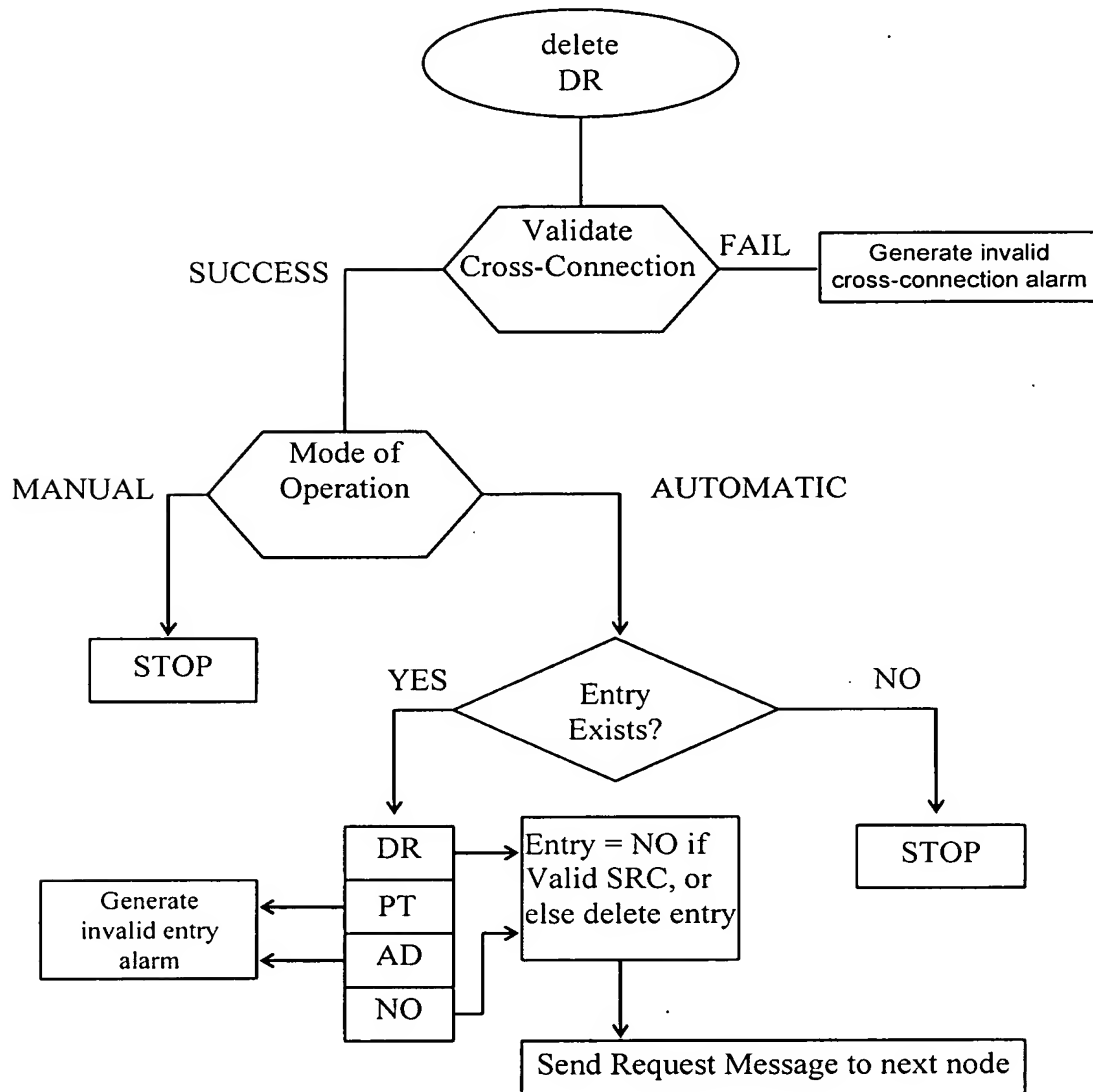 delete
DR
Validate
Cross-Connection
SUCCESS
FAIL
Generate invalid
cross-connection alarm
Mode of
Operation
MANUAL
AUTOMATIC
STOP
Entry
Exists?
YES
NO
STOP
DR
PT
AD
NO
Generate
invalid entry
alarm
Entry = NO if
Valid SRC, or
else delete entry
Send Request Message to next node